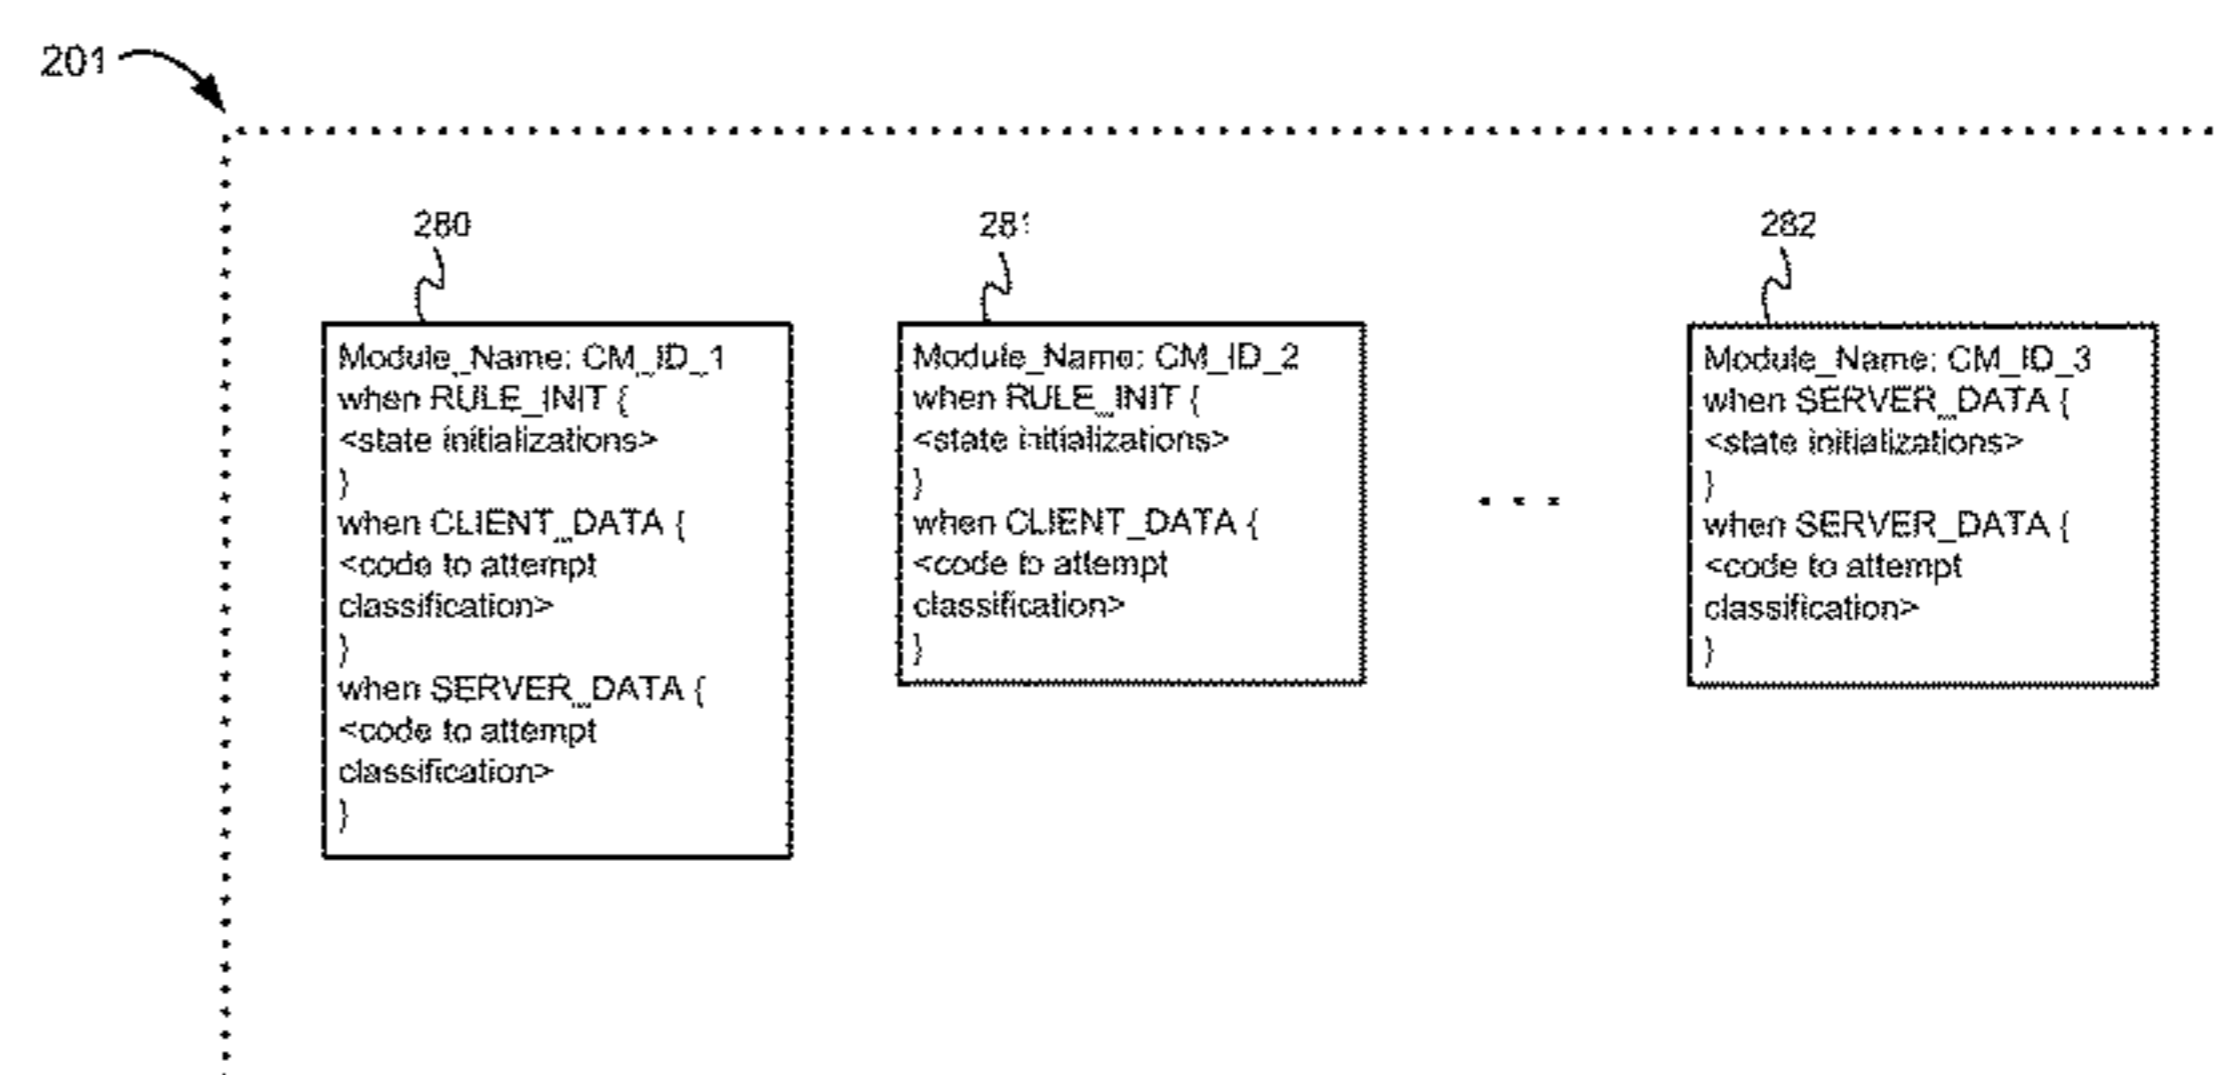 201
280
281
282
Module_Name: CM_ID_1
when RULE_INIT {
<state initializations>
}
when CLIENT_DATA {
<code to attempt
classification>
}
when SERVER_DATA {
<code to attempt
classification>
}
Module_Name: CM_ID_2
when RULE_INIT {
<state initializations>
}
when CLIENT_DATA {
<code to attempt
classification>
}
. . .
Module_Name: CM_ID_3
when SERVER_DATA {
<state initializations>
}
when SERVER_DATA {
<code to attempt
classification>
}